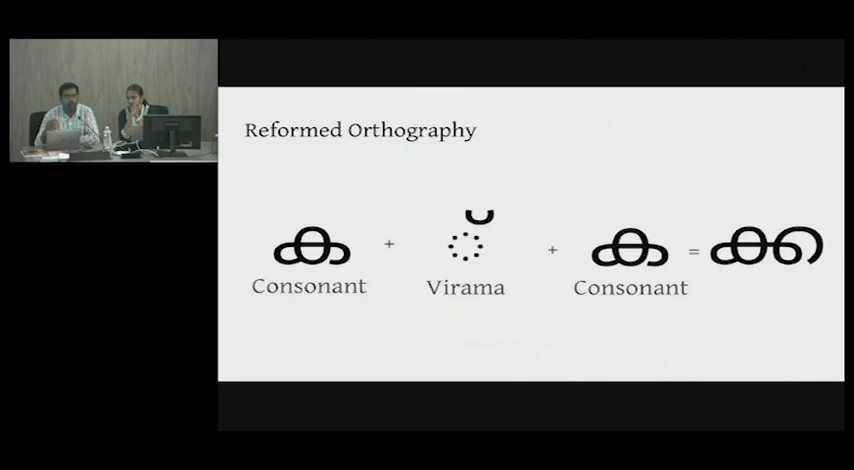 Reformed Orthography
ക + ് + ക = ക്ക
Consonant Virama Consonant